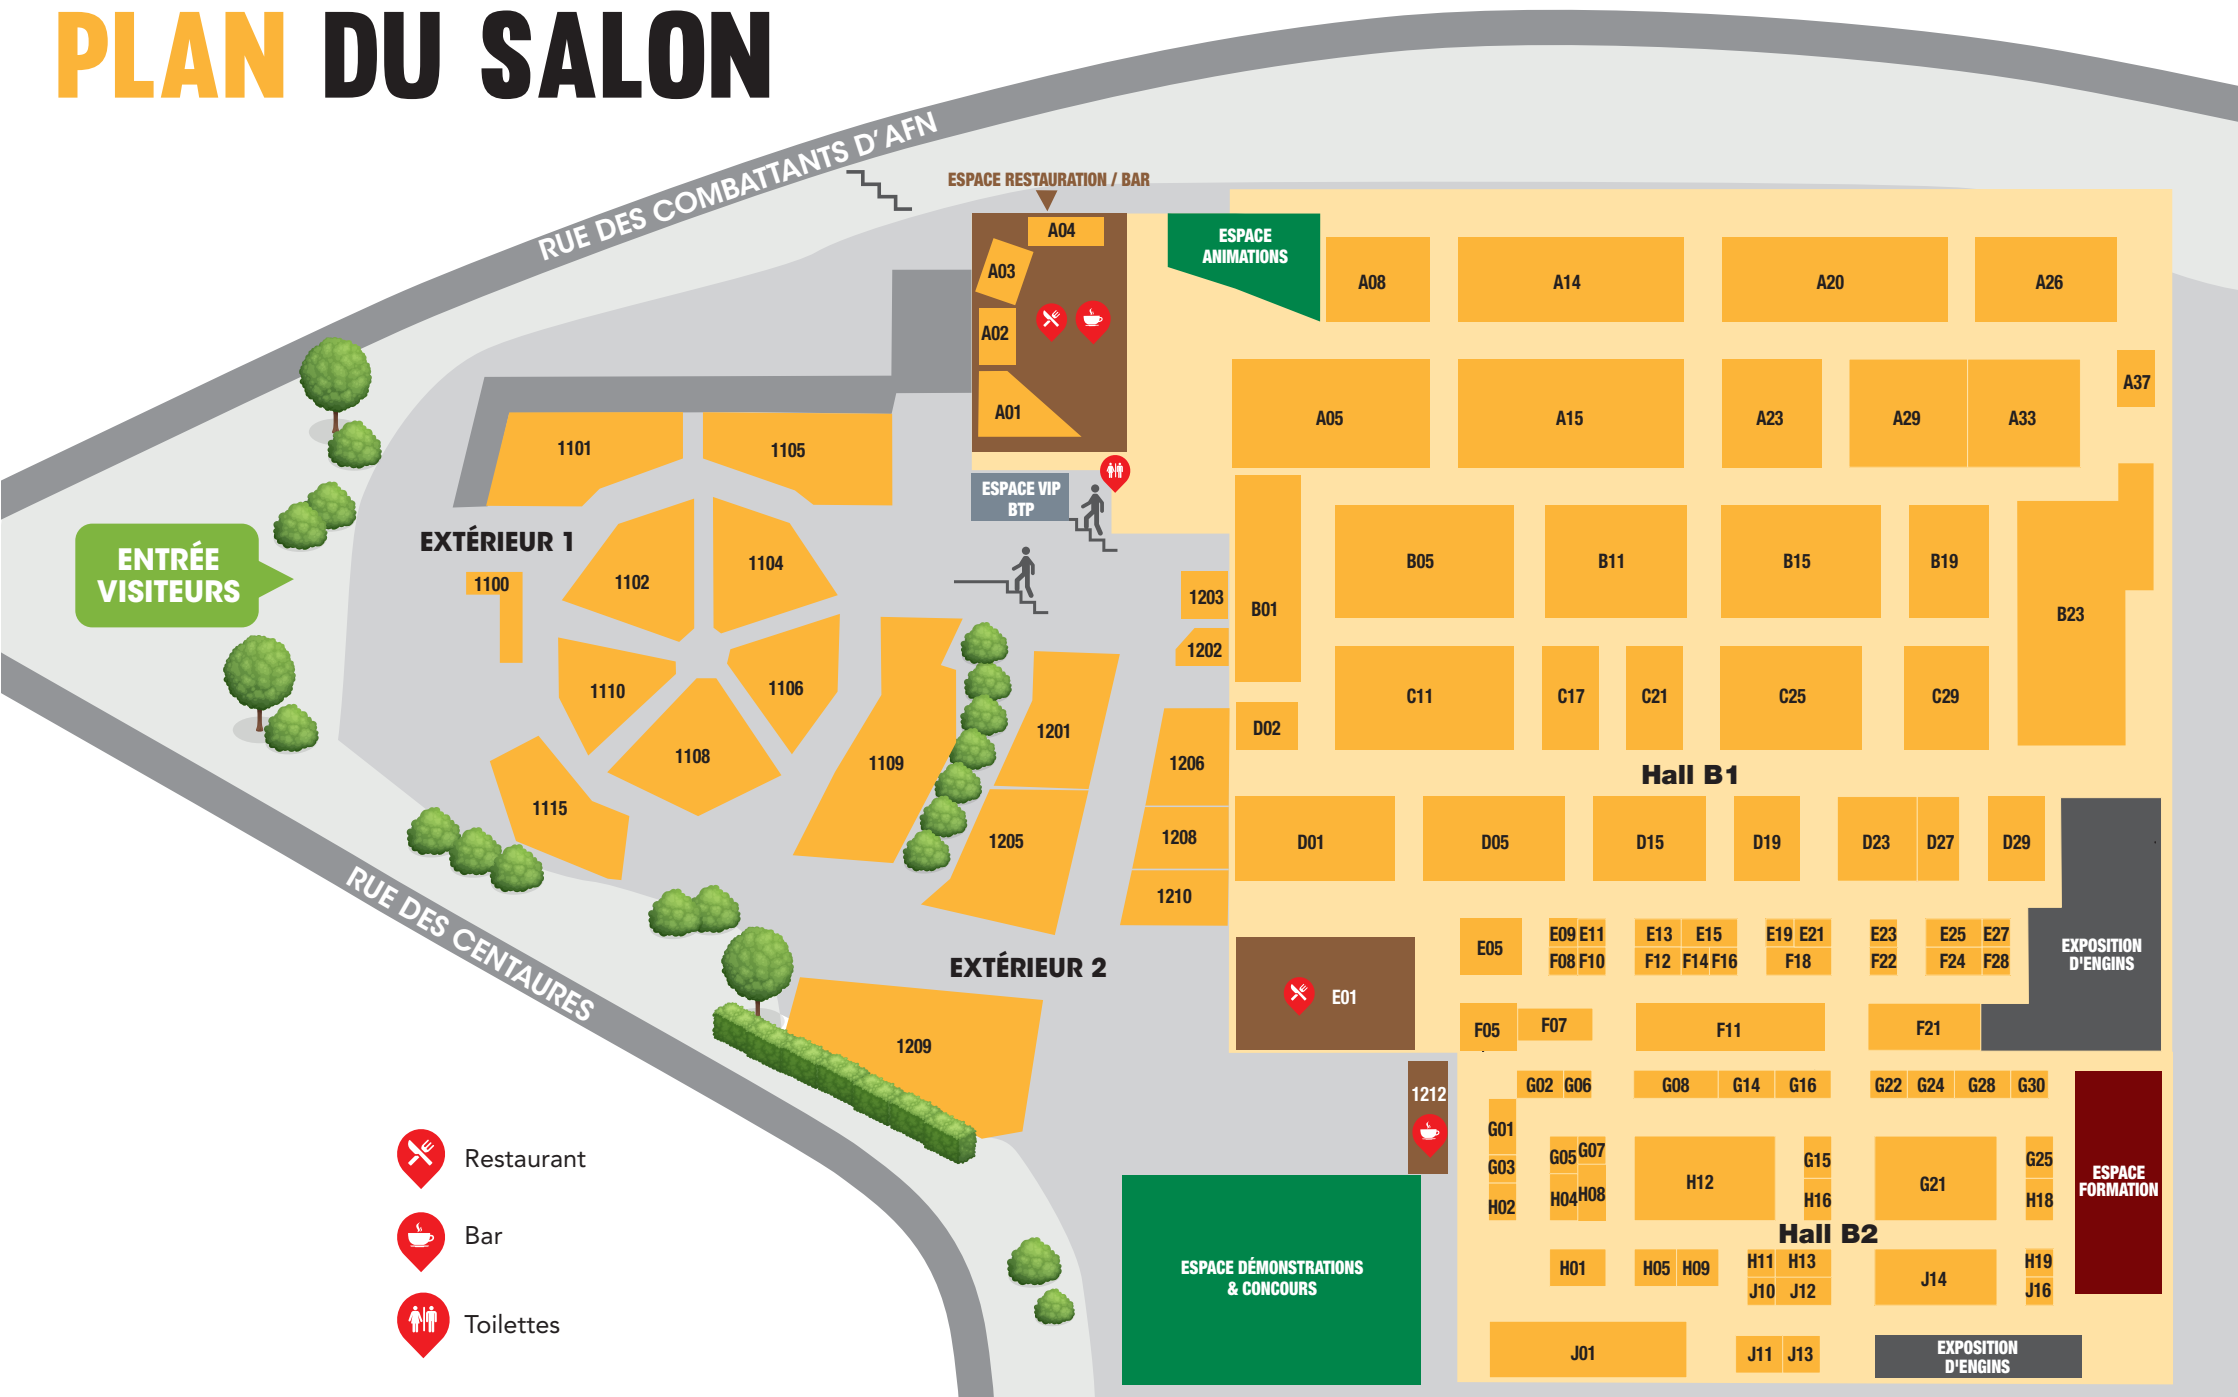 PLAN DU SALON
RUE DES COMBATTANTS D'AFN
ESPACE RESTAURATION / BAR
A04
A03
A02
A01
ESPACE
ANIMATIONS
A08
A14
A20
A26
A05
A15
A23
A29
A33
A37
ESPACE VIP
BTP
1101
1105
EXTÉRIEUR 1
ENTRÉE
VISITEURS
1100
1102
1104
1110
1106
1108
1115
1109
1203
1202
1201
1206
1205
1208
1210
B01
B05
B11
B15
B19
B23
C11
C17
C21
C25
C29
D02
Hall B1
D01
D05
D15
D19
D23
D27
D29
E05
E09
E11
E13
E15
E19
E21
E23
E25
E27
F08
F10
F12
F14
F16
F18
F22
F24
F28
EXPOSITION
D'ENGINS
E01
F05
F07
F11
F21
RUE DES CENTAURES
EXTÉRIEUR 2
1209
1212
G02
G06
G08
G14
G16
G22
G24
G28
G30
G01
G03
H02
G05
G07
H04
H08
H12
G15
H16
G21
G25
H18
ESPACE
FORMATION
Hall B2
H01
H05
H09
H11
H13
J10
J12
J14
H19
J16
J01
J11
J13
EXPOSITION
D'ENGINS
ESPACE DÉMONSTRATIONS
& CONCOURS
Restaurant
Bar
Toilettes